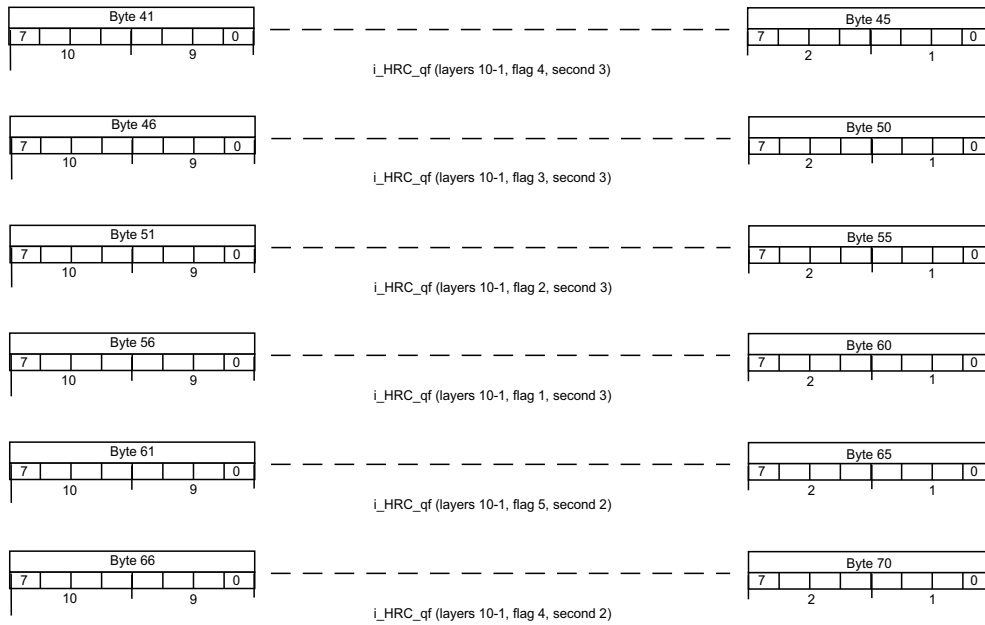 Byte 41 Byte 45
7 0 7 0
10 9 2 1
i_HRC_qf (layers 10-1, flag 4, second 3)
Byte 46 Byte 50
7 0 7 0
10 9 2 1
i_HRC_qf (layers 10-1, flag 3, second 3)
Byte 51 Byte 55
7 0 7 0
10 9 2 1
i_HRC_qf (layers 10-1, flag 2, second 3)
Byte 56 Byte 60
7 0 7 0
10 9 2 1
i_HRC_qf (layers 10-1, flag 1, second 3)
Byte 61 Byte 65
7 0 7 0
10 9 2 1
i_HRC_qf (layers 10-1, flag 5, second 2)
Byte 66 Byte 70
7 0 7 0
10 9 2 1
i_HRC_qf (layers 10-1, flag 4, second 2)